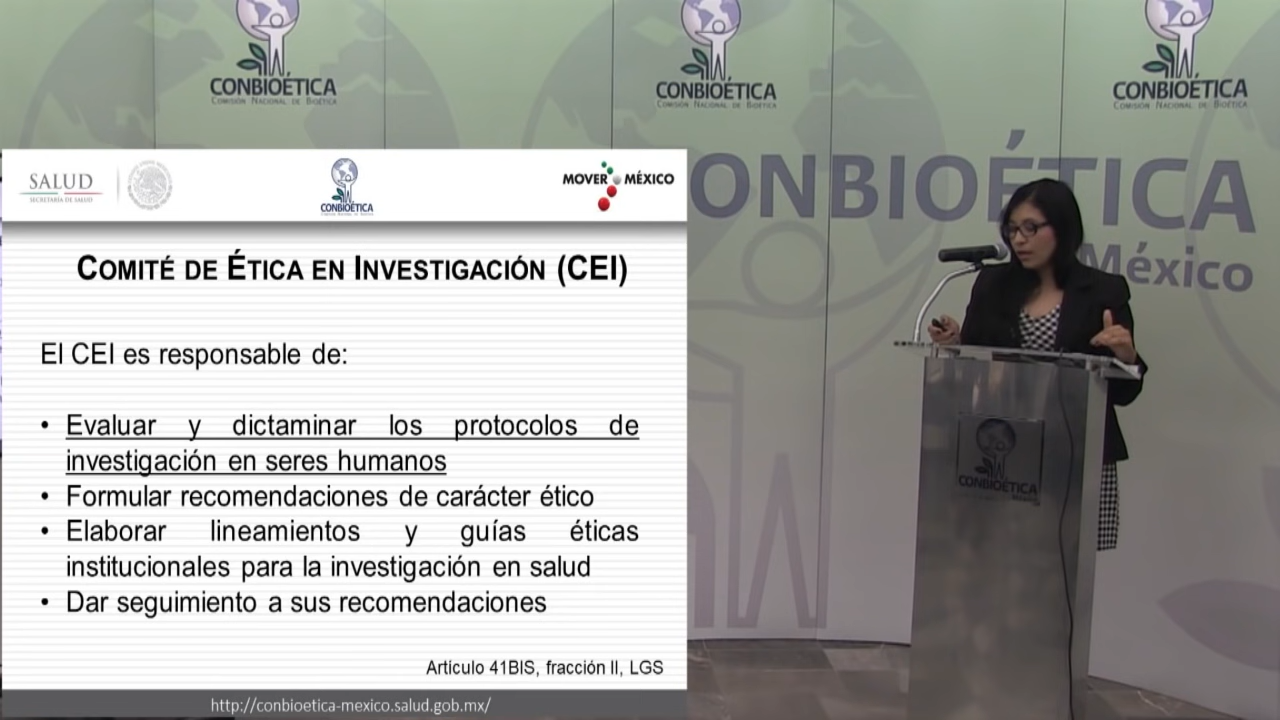 CONBIOÉTICA
COMISIÓN NACIONAL DE BIOÉTICA
CONBIOÉTICA
COMISIÓN NACIONAL DE BIOÉTICA
CONBIOÉTICA
COMISIÓN NACIONAL DE BIOÉTICA
ONBIOÉTICA
México
SALUD
SECRETARÍA DE SALUD
CONBIOÉTICA
MOVER MÉXICO
COMITÉ DE ÉTICA EN INVESTIGACIÓN (CEI)
El CEI es responsable de:
• Evaluar y dictaminar los protocolos de
investigación en seres humanos
• Formular recomendaciones de carácter ético
• Elaborar lineamientos y guías éticas
institucionales para la investigación en salud
• Dar seguimiento a sus recomendaciones
Artículo 41BIS, fracción II, LGS
http://conbioetica-mexico.salud.gob.mx/
CONBIOÉTICA